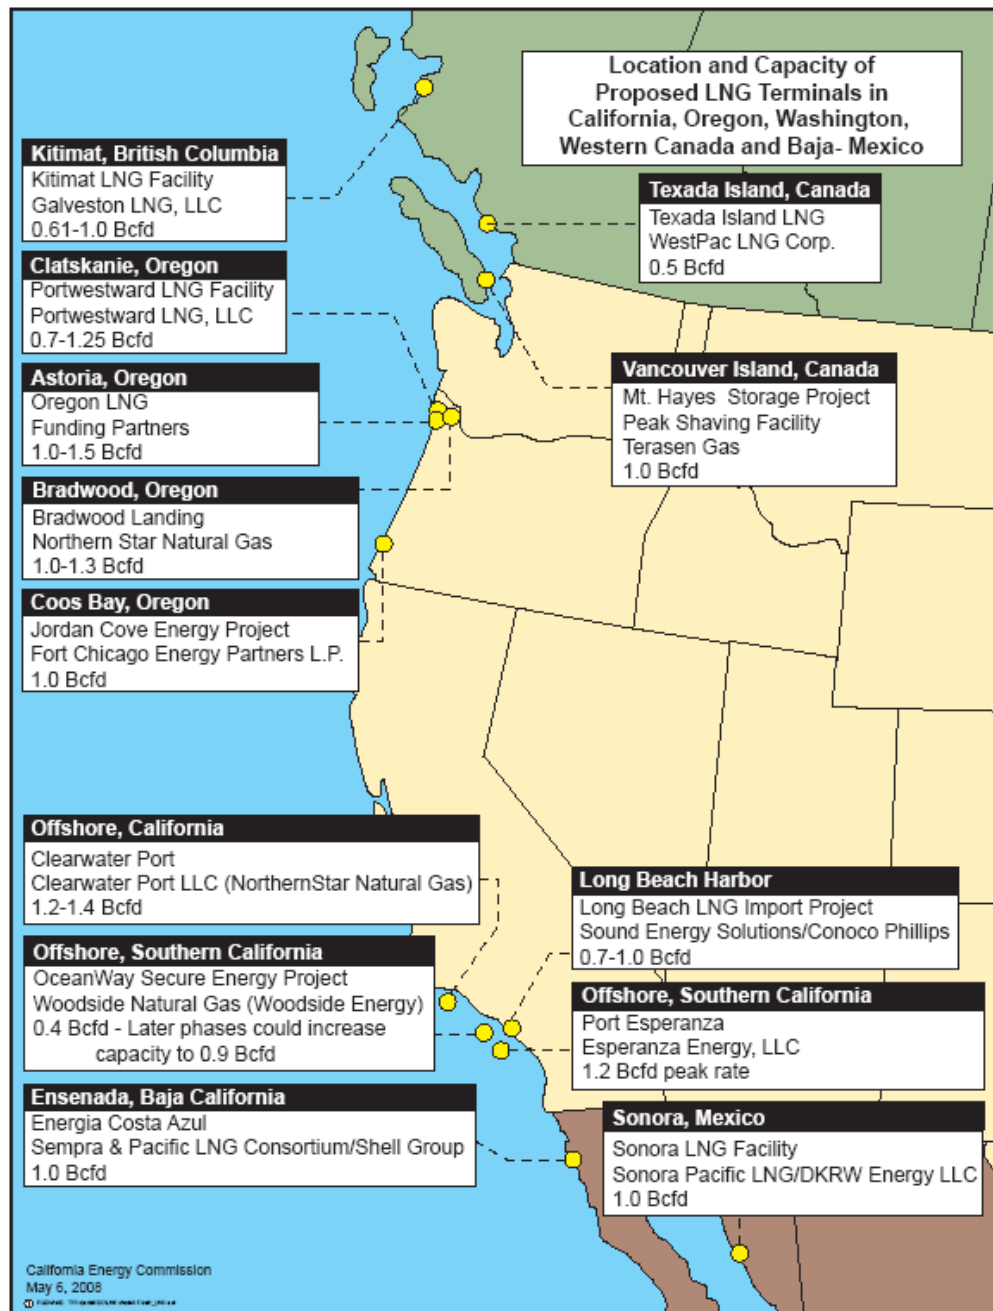 Location and Capacity of
Proposed LNG Terminals in
California, Oregon, Washington,
Western Canada and Baja- Mexico
Kitimat, British Columbia
Kitimat LNG Facility
Galveston LNG, LLC
0.61-1.0 Bcfd
Texada Island, Canada
Texada Island LNG
WestPac LNG Corp.
0.5 Bcfd
Clatskanie, Oregon
Portwestward LNG Facility
Portwestward LNG, LLC
0.7-1.25 Bcfd
Vancouver Island, Canada
Mt. Hayes Storage Project
Peak Shaving Facility
Terasen Gas
1.0 Bcfd
Astoria, Oregon
Oregon LNG
Funding Partners
1.0-1.5 Bcfd
Bradwood, Oregon
Bradwood Landing
Northern Star Natural Gas
1.0-1.3 Bcfd
Coos Bay, Oregon
Jordan Cove Energy Project
Fort Chicago Energy Partners L.P.
1.0 Bcfd
Offshore, California
Clearwater Port
Clearwater Port LLC (NorthernStar Natural Gas)
1.2-1.4 Bcfd
Long Beach Harbor
Long Beach LNG Import Project
Sound Energy Solutions/Conoco Phillips
0.7-1.0 Bcfd
Offshore, Southern California
OceanWay Secure Energy Project
Woodside Natural Gas (Woodside Energy)
0.4 Bcfd - Later phases could increase
capacity to 0.9 Bcfd
Offshore, Southern California
Port Esperanza
Esperanza Energy, LLC
1.2 Bcfd peak rate
Ensenada, Baja California
Energia Costa Azul
Sempra & Pacific LNG Consortium/Shell Group
1.0 Bcfd
Sonora, Mexico
Sonora LNG Facility
Sonora Pacific LNG/DKRW Energy LLC
1.0 Bcfd
California Energy Commission
May 6, 2008